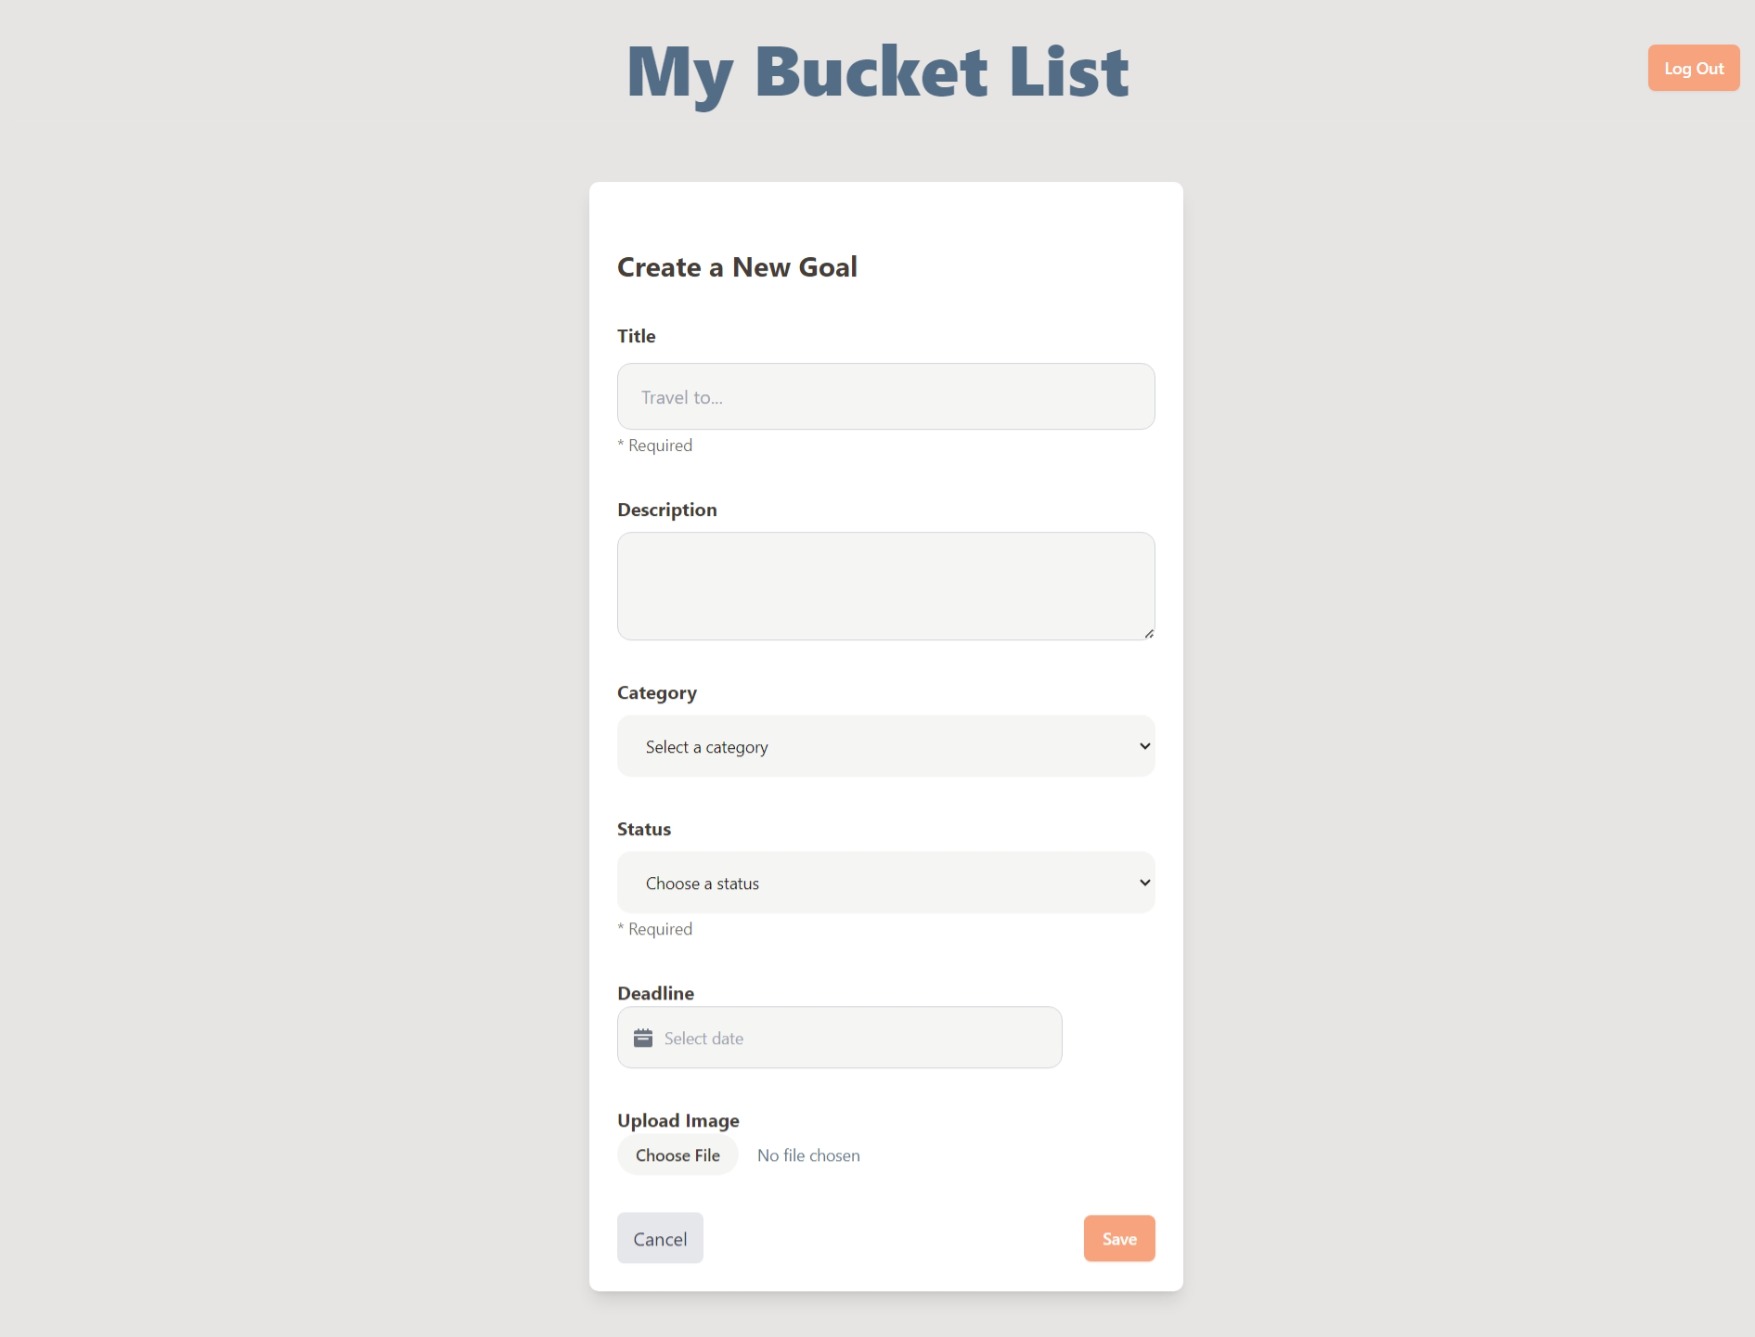 My Bucket List
Log Out
Create a New Goal
Title
Travel to...
* Required
Description
Category
Select a category
Status
Choose a status
* Required
Deadline
Select date
Upload Image
Choose File No file chosen
Cancel
Save